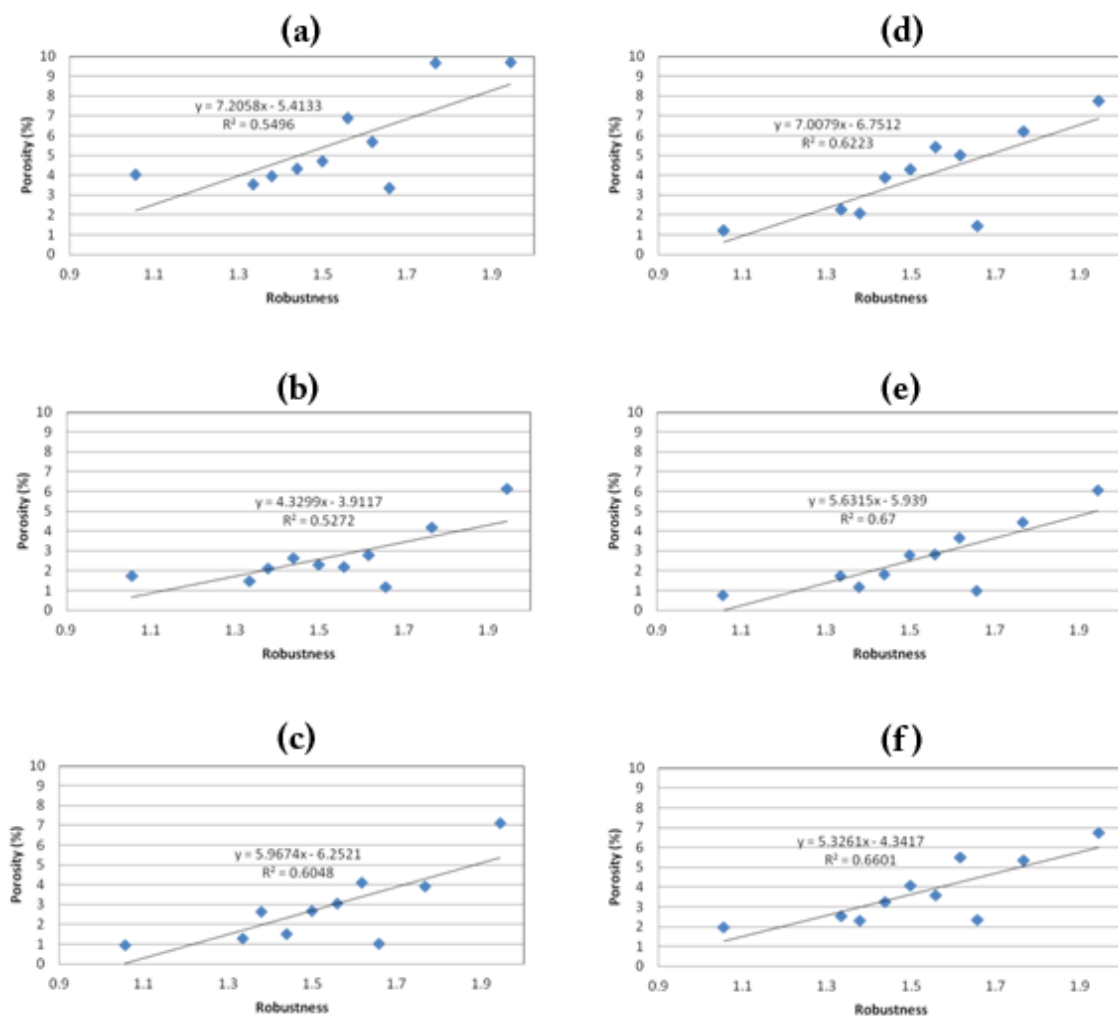 (a)
10
9
8
7
6
5
4
3
2
1
0
Porosity (%)
y = 7.2058x - 5.4133
R² = 0.5496
0.9 1.1 1.3 1.5 1.7 1.9
Robustness
(d)
10
9
8
7
6
5
4
3
2
1
0
Porosity (%)
y = 7.0079x - 6.7512
R² = 0.6223
0.9 1.1 1.3 1.5 1.7 1.9
Robustness
(b)
10
9
8
7
6
5
4
3
2
1
0
Porosity (%)
y = 4.3299x - 3.9117
R² = 0.5272
0.9 1.1 1.3 1.5 1.7 1.9
Robustness
(e)
10
9
8
7
6
5
4
3
2
1
0
Porosity (%)
y = 5.6315x - 5.939
R² = 0.67
0.9 1.1 1.3 1.5 1.7 1.9
Robustness
(c)
10
9
8
7
6
5
4
3
2
1
0
Porosity (%)
y = 5.9674x - 6.2521
R² = 0.6048
0.9 1.1 1.3 1.5 1.7 1.9
Robustness
(f)
10
9
8
7
6
5
4
3
2
1
0
Porosity (%)
y = 5.3261x - 4.3417
R² = 0.6601
0.9 1.1 1.3 1.5 1.7 1.9
Robustness